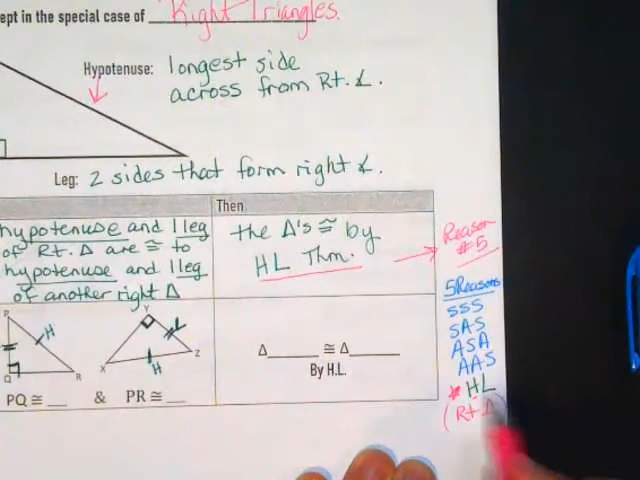 ept in the special case of Right Triangles.
Hypotenuse: longest side
across from Rt. ∡.
Leg: 2 sides that form right ∡.
Then
hypotenuse and 1 leg
of Rt. Δ are ≅ to
hypotenuse and 1 leg
of another right Δ
the Δ's ≅ by
HL Thm.
Reason
#5
5 Reasons
SSS
SAS
ASA
AAS
* HL
(Rt Δ)
P
H
Q
R
Y
X
H
Z
PQ ≅ ___ & PR ≅ ___
Δ______ ≅ Δ______
By H.L.